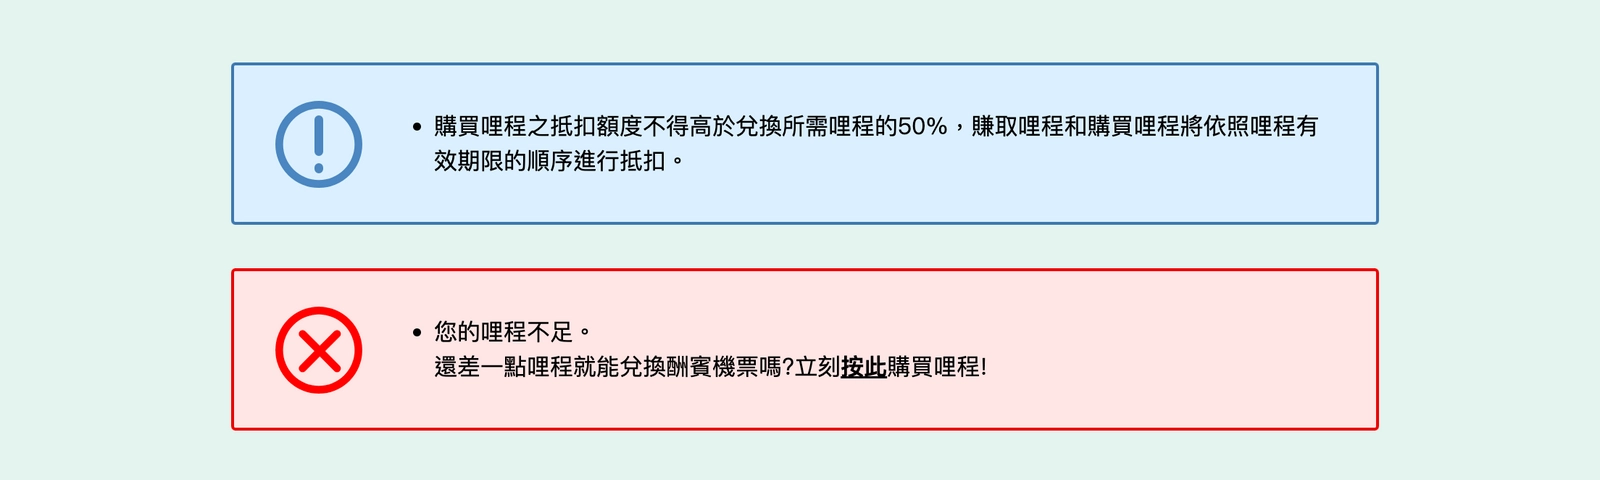 • 購買哩程之抵扣額度不得高於兌換所需哩程的50%，賺取哩程和購買哩程將依照哩程有
效期限的順序進行抵扣。
• 您的哩程不足。
還差一點哩程就能兌換酬賓機票嗎?立刻按此購買哩程!